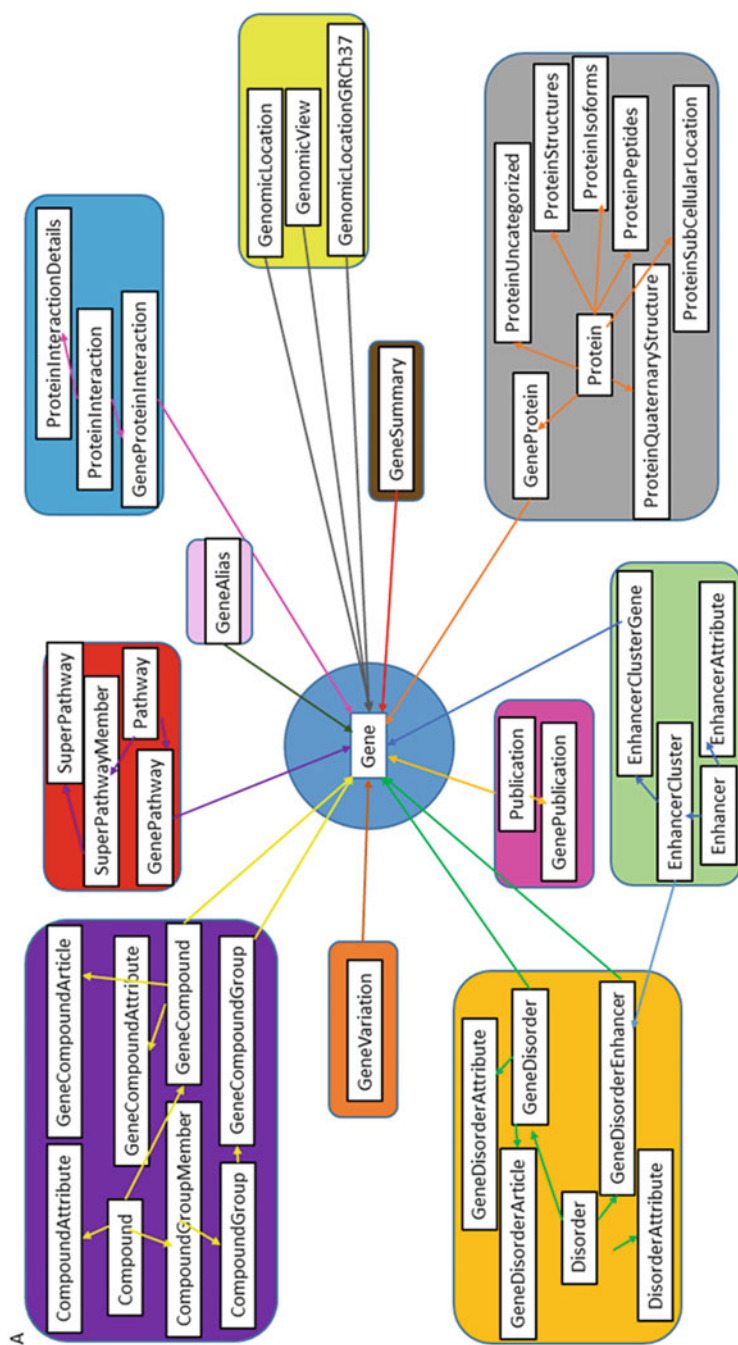 A
CompoundAttribute
GeneCompoundArticle
Compound
GeneCompoundAttribute
CompoundGroupMember
GeneCompound
CompoundGroup
GeneCompoundGroup
SuperPathway
SuperPathwayMember
Pathway
GenePathway
GeneAlias
ProteinInteractionDetails
ProteinInteraction
GeneProteinInteraction
GenomicLocation
GenomicView
GenomicLocationGRCh37
GeneVariation
Gene
GeneSummary
GeneDisorderAttribute
GeneDisorderArticle
GeneDisorder
Disorder
GeneDisorderEnhancer
DisorderAttribute
Publication
GenePublication
EnhancerClusterGene
EnhancerCluster
EnhancerAttribute
Enhancer
GeneProtein
ProteinUncategorized
ProteinStructures
Protein
ProteinIsoforms
ProteinPeptides
ProteinQuaternaryStructure
ProteinSubCellularLocation